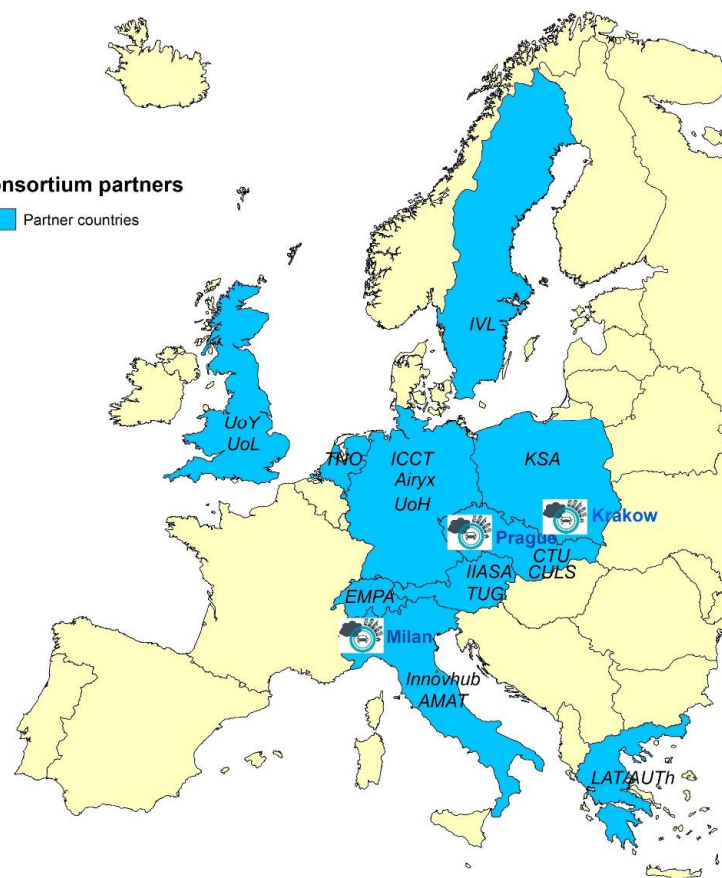 onsortium partners
Partner countries
IVL
UoY
UoL
TNO
ICCT
Airyx
UoH
KSA
Krakow
Prague
CTU
CULS
IIASA
TUG
EMPA
Milan
Innovhub
AMAT
LAT/AUTh